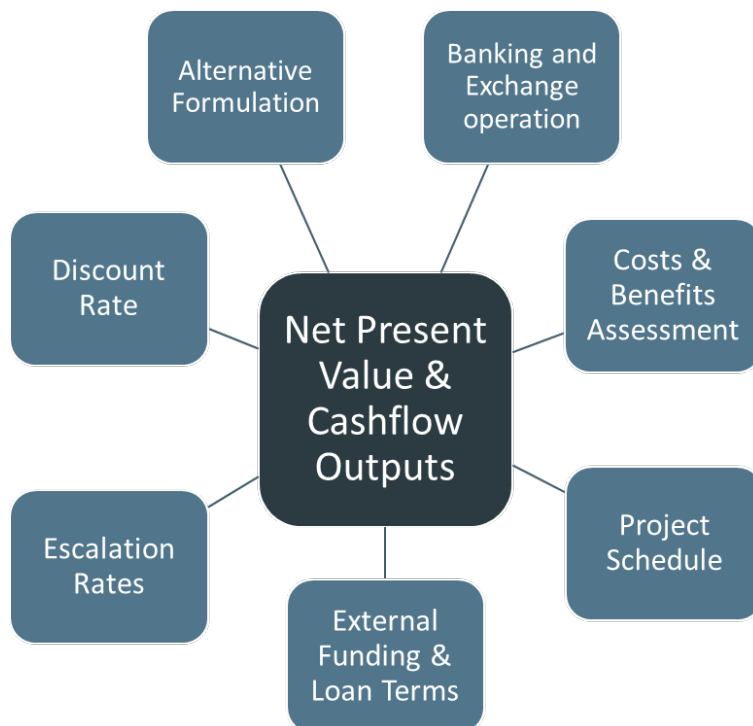 Alternative
Formulation
Banking and
Exchange
operation
Discount
Rate
Costs &
Benefits
Assessment
Net Present
Value &
Cashflow
Outputs
Escalation
Rates
Project
Schedule
External
Funding &
Loan Terms